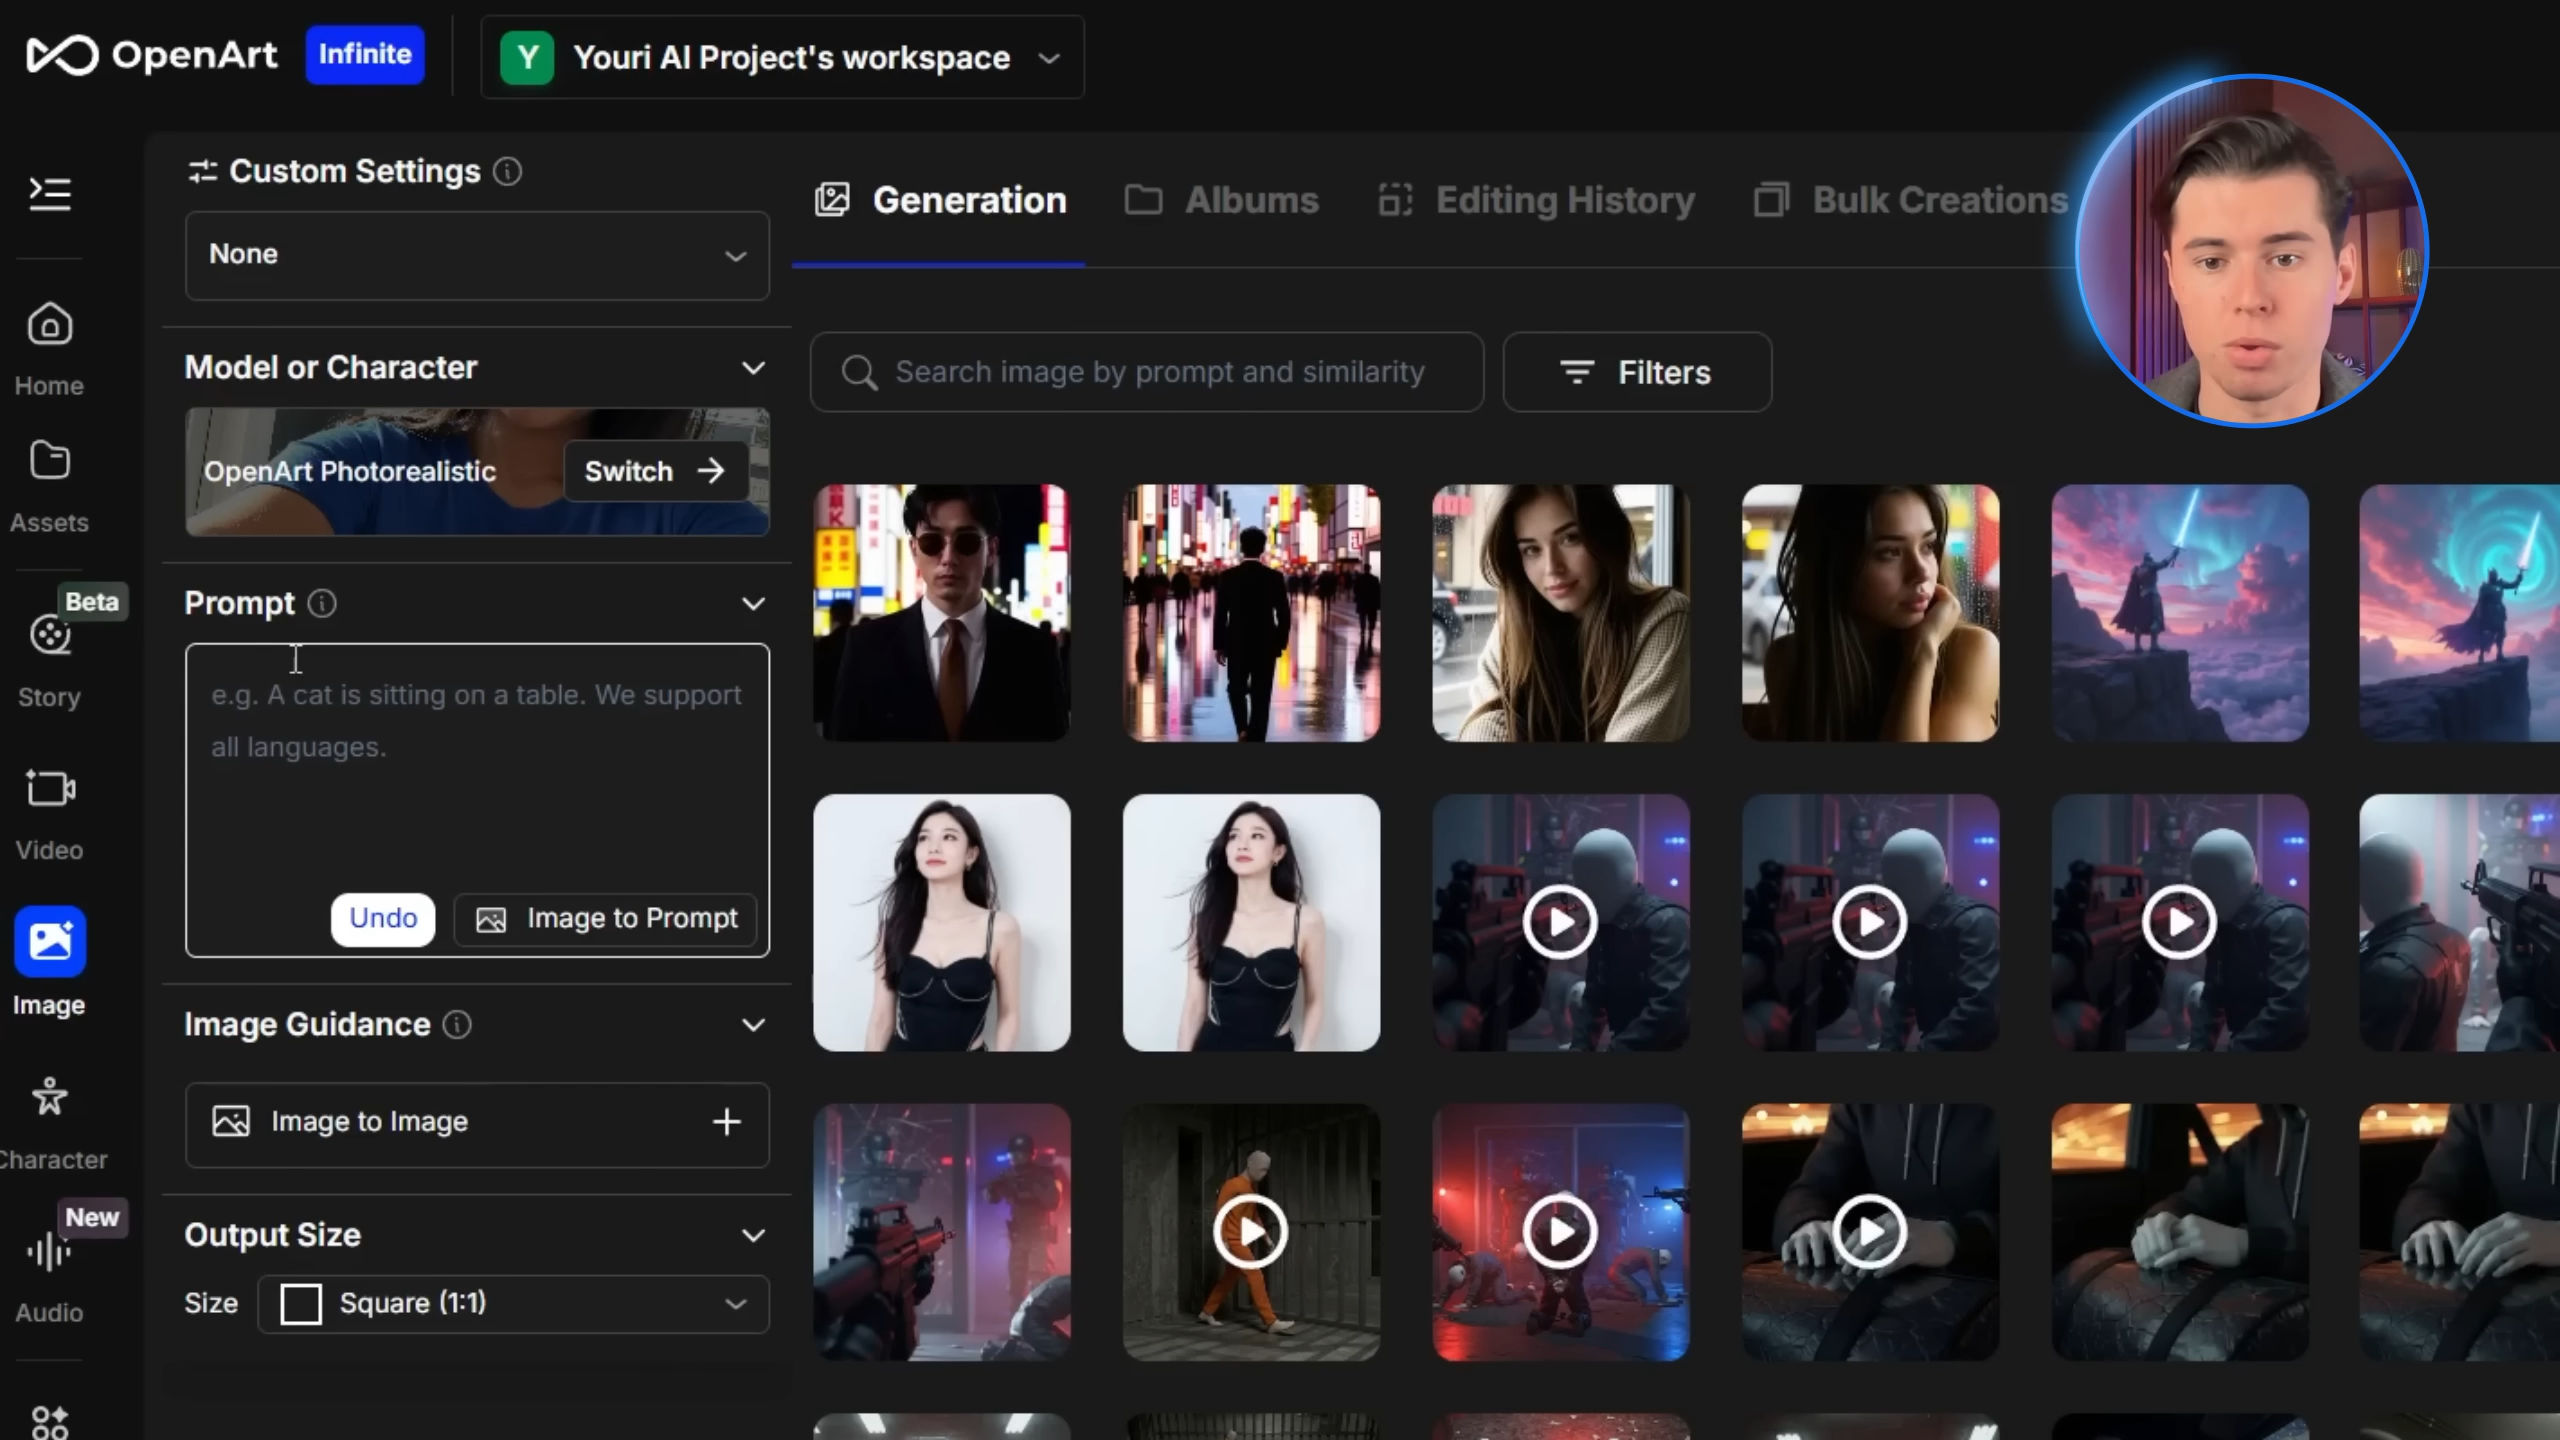 OpenArt
Infinite
Y
Youri AI Project's workspace
Custom Settings
None
Home
Assets
Beta
Story
Video
Image
Character
New
Audio
Model or Character
OpenArt Photorealistic
Switch
Prompt
e.g. A cat is sitting on a table. We support
all languages.
Undo
Image to Prompt
Image Guidance
Image to Image
Output Size
Size
Square (1:1)
Generation
Albums
Editing History
Bulk Creations
Search image by prompt and similarity
Filters